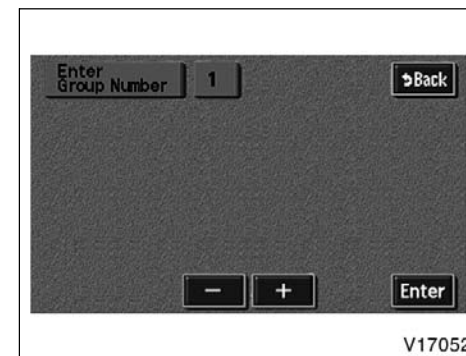 Enter
Group Number 1
Back
− +
Enter
V17052